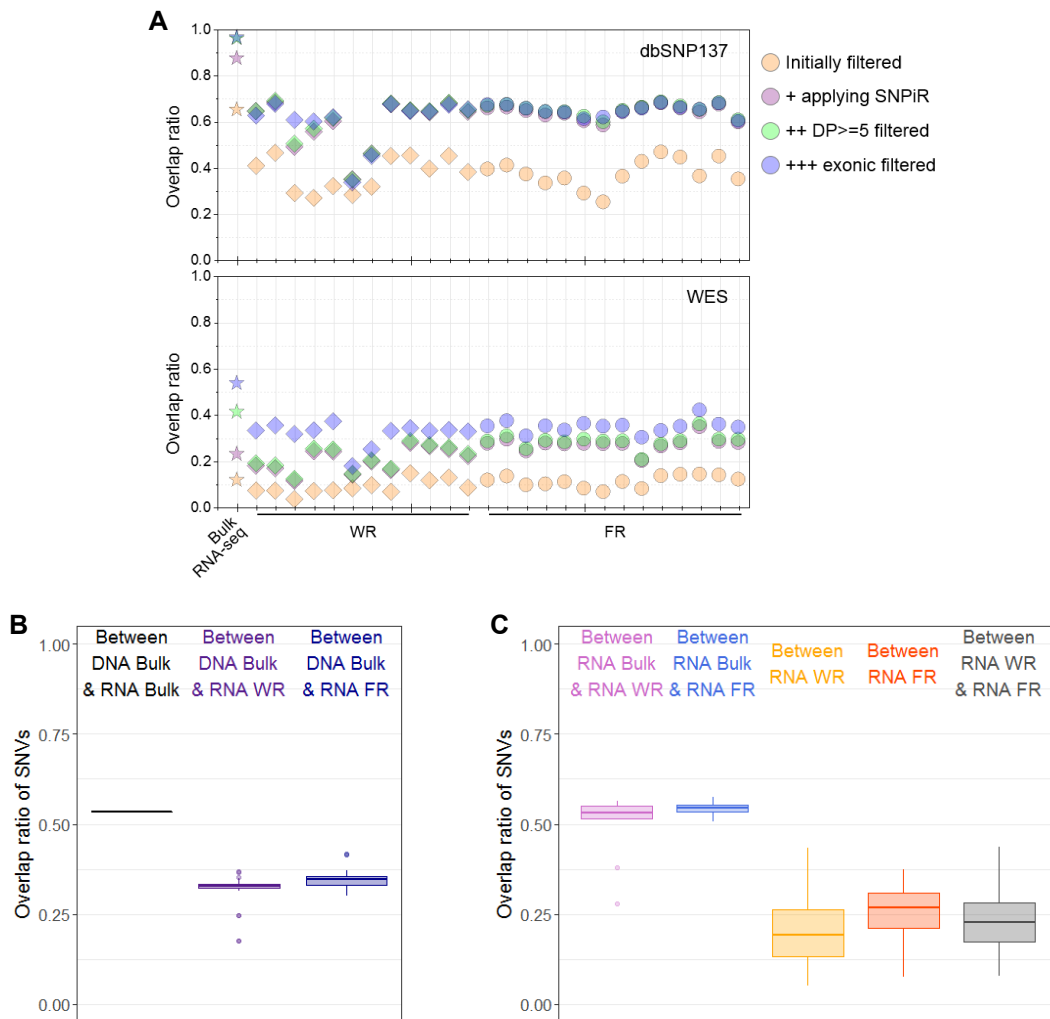 A
Overlap ratio
1.0
0.8
0.6
0.4
0.2
0.0
dbSNP137
Initially filtered
+ applying SNPiR
++ DP>=5 filtered
+++ exonic filtered
Overlap ratio
1.0
0.8
0.6
0.4
0.2
0.0
WES
Bulk
RNA-seq
WR
FR
B
Overlap ratio of SNVs
1.00
0.75
0.50
0.25
0.00
Between
DNA Bulk
& RNA Bulk
Between
DNA Bulk
& RNA WR
Between
DNA Bulk
& RNA FR
C
Overlap ratio of SNVs
1.00
0.75
0.50
0.25
0.00
Between
RNA Bulk
& RNA WR
Between
RNA Bulk
& RNA FR
Between
RNA WR
Between
RNA FR
Between
RNA WR
& RNA FR